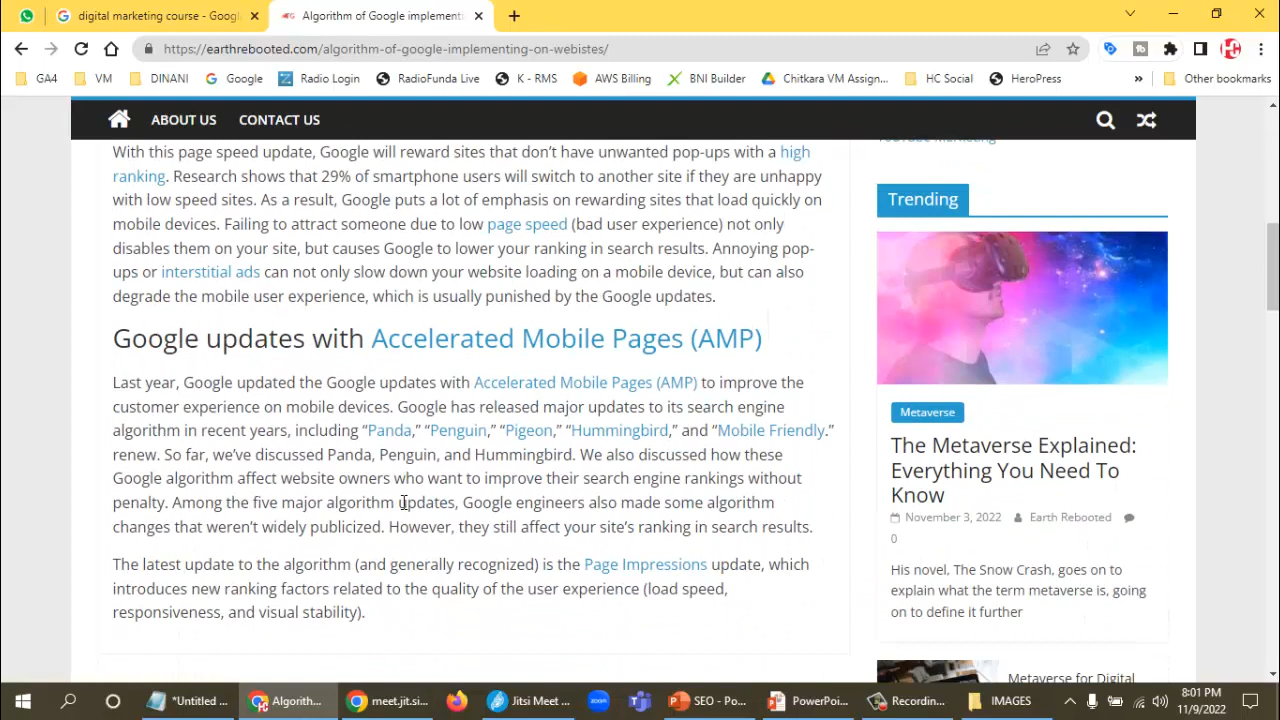 digital marketing course - Goog
Algorithm of Google implementi
https://earthrebooted.com/algorithm-of-google-implementing-on-webistes/
GA4
VM
DINANI
Google
Radio Login
RadioFunda Live
K - RMS
AWS Billing
BNI Builder
Chitkara VM Assign...
HC Social
HeroPress
»
Other bookmarks
ABOUT US
CONTACT US
With this page speed update, Google will reward sites that don’t have unwanted pop-ups with a high
ranking. Research shows that 29% of smartphone users will switch to another site if they are unhappy
with low speed sites. As a result, Google puts a lot of emphasis on rewarding sites that load quickly on
mobile devices. Failing to attract someone due to low page speed (bad user experience) not only
disables them on your site, but causes Google to lower your ranking in search results. Annoying pop-
ups or interstitial ads can not only slow down your website loading on a mobile device, but can also
degrade the mobile user experience, which is usually punished by the Google updates.
Google updates with Accelerated Mobile Pages (AMP)
Last year, Google updated the Google updates with Accelerated Mobile Pages (AMP) to improve the
customer experience on mobile devices. Google has released major updates to its search engine
algorithm in recent years, including “Panda,” “Penguin,” “Pigeon,” “Hummingbird,” and “Mobile Friendly.”
renew. So far, we’ve discussed Panda, Penguin, and Hummingbird. We also discussed how these
Google algorithm affect website owners who want to improve their search engine rankings without
penalty. Among the five major algorithm updates, Google engineers also made some algorithm
changes that weren’t widely publicized. However, they still affect your site’s ranking in search results.
The latest update to the algorithm (and generally recognized) is the Page Impressions update, which
introduces new ranking factors related to the quality of the user experience (load speed,
responsiveness, and visual stability).
YouTube Marketing
Trending
Metaverse
The Metaverse Explained:
Everything You Need To
Know
November 3, 2022
Earth Rebooted
0
His novel, The Snow Crash, goes on to
explain what the term metaverse is, going
on to define it further
Metaverse for Digital
*Untitled ...
Algorith...
meet.jit.si...
Jitsi Meet ...
SEO - Po...
PowerPoi...
Recordin...
IMAGES
8:01 PM
11/9/2022